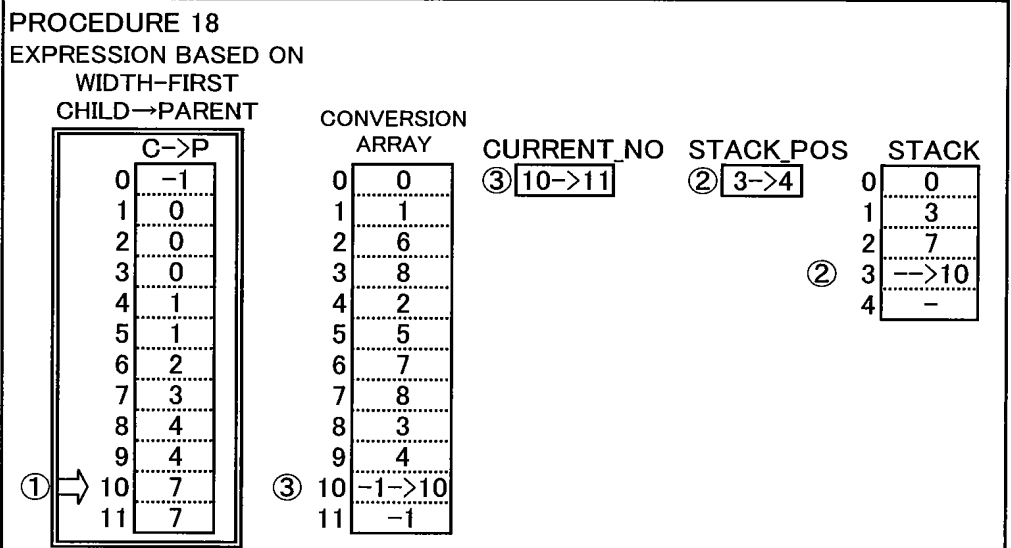 PROCEDURE 18
EXPRESSION BASED ON
WIDTH-FIRST
CHILD→PARENT
C->P
0 -1
1 0
2 0
3 0
4 1
5 1
6 2
7 3
8 4
9 4
① ⇨ 10 7
11 7
CONVERSION
ARRAY
0 0
1 1
2 6
3 8
4 2
5 5
6 7
7 8
8 3
9 4
③ 10 -1->10
11 -1
CURRENT_NO
③ 10->11
STACK_POS
② 3->4
STACK
0 0
1 3
2 7
② 3 -->10
4 -